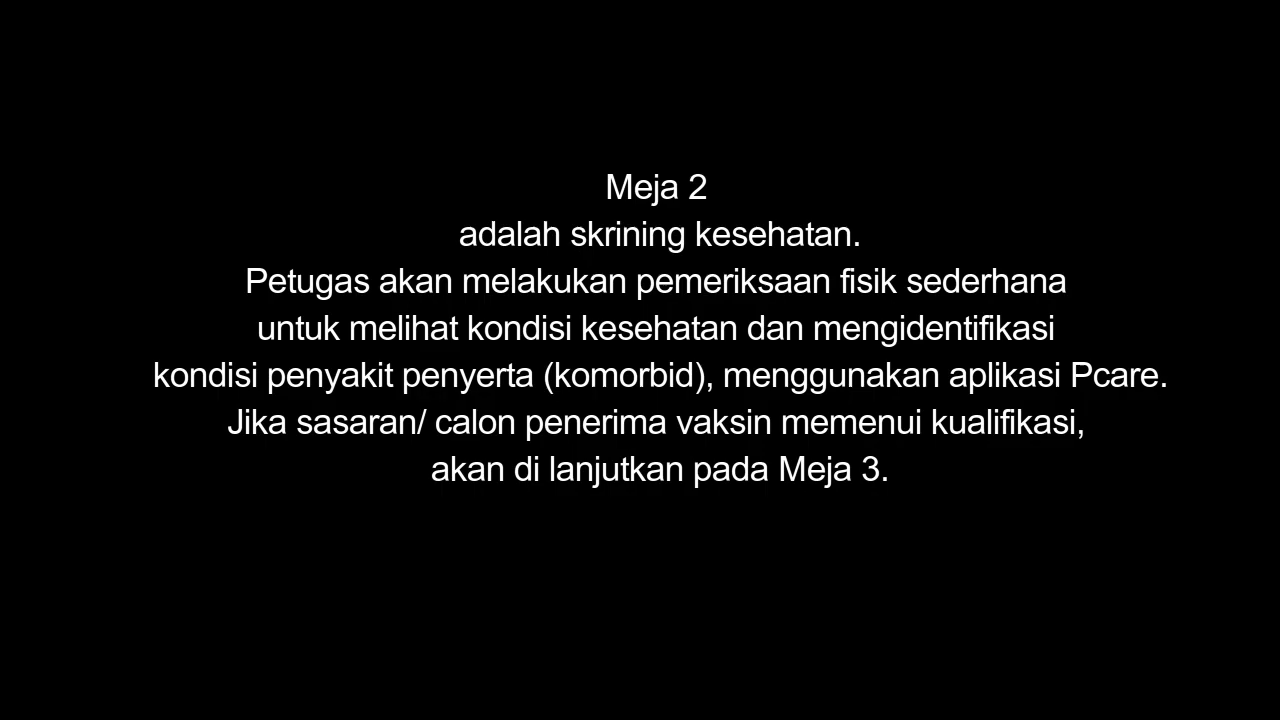 Meja 2
adalah skrining kesehatan.
Petugas akan melakukan pemeriksaan fisik sederhana
untuk melihat kondisi kesehatan dan mengidentifikasi
kondisi penyakit penyerta (komorbid), menggunakan aplikasi Pcare.
Jika sasaran/ calon penerima vaksin memenui kualifikasi,
akan di lanjutkan pada Meja 3.